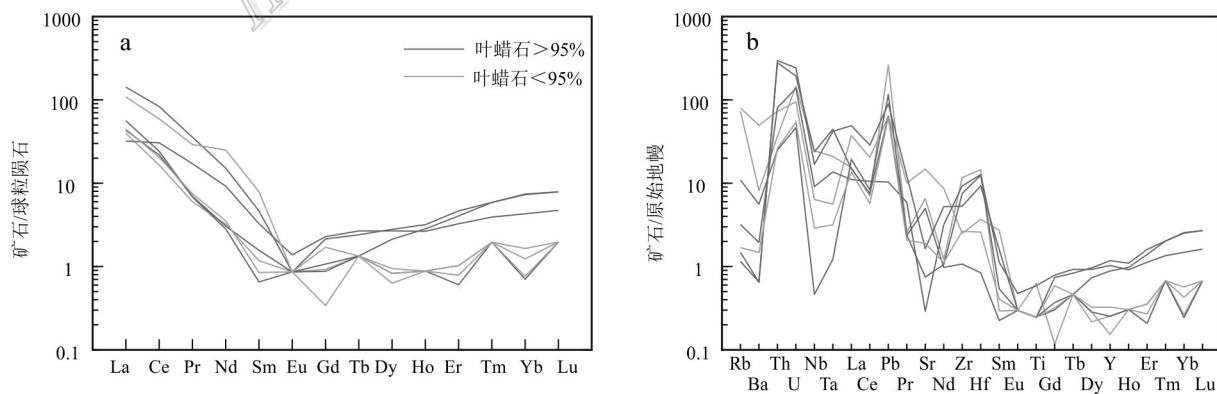 1000
100
10
1
0.1
矿石/球粒陨石
a
叶蜡石＞95%
叶蜡石＜95%
La Ce Pr Nd Sm Eu Gd Tb Dy Ho Er Tm Yb Lu
1000
100
10
1
0.1
矿石/原始地幔
b
Rb Th Nb La Pb Sr Zr Sm Ti Tb Y Er Yb
Ba U Ta Ce Pr Nd Hf Eu Gd Dy Ho Tm Lu